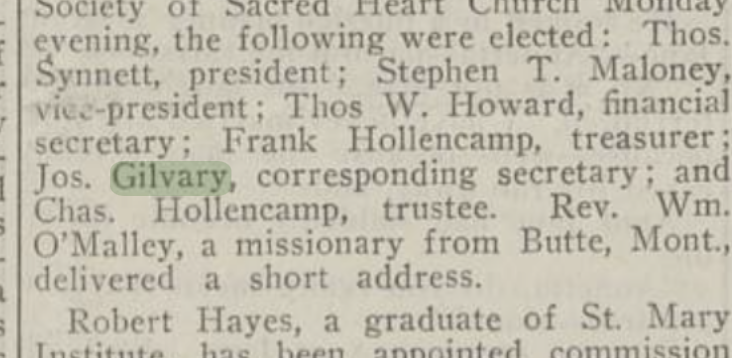 Society of Sacred Heart Church Monday
evening, the following were elected: Thos.
Synnett, president; Stephen T. Maloney,
vice-president; Thos W. Howard, financial
secretary; Frank Hollencamp, treasurer;
Jos. Gilvary, corresponding secretary; and
Chas. Hollencamp, trustee. Rev. Wm.
O'Malley, a missionary from Butte, Mont.,
delivered a short address.
Robert Hayes, a graduate of St. Mary
Institute, has been appointed commission